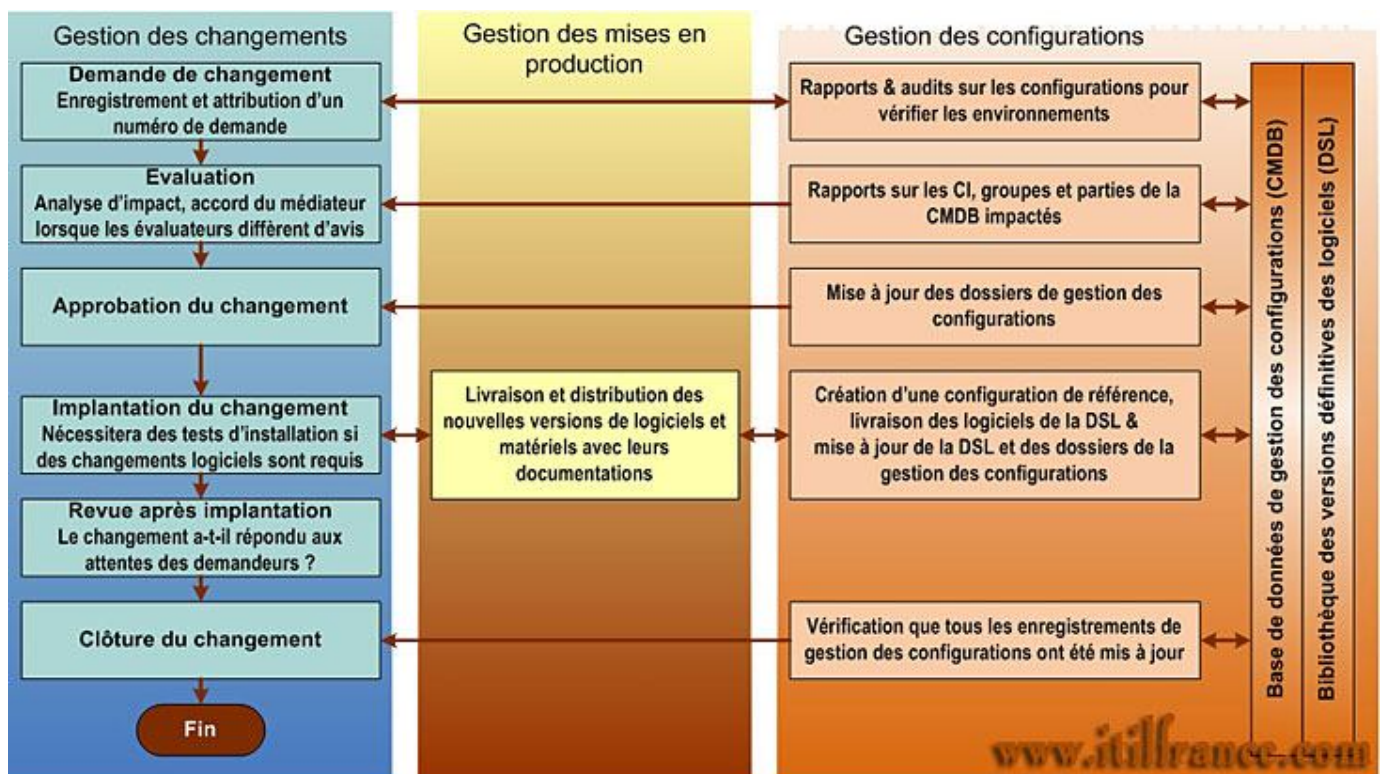 Gestion des changements
Gestion des mises en
production
Gestion des configurations
Demande de changement
Enregistrement et attribution d'un
numéro de demande
Rapports & audits sur les configurations pour
vérifier les environnements
Evaluation
Analyse d'impact, accord du médiateur
lorsque les évaluateurs diffèrent d'avis
Rapports sur les CI, groupes et parties de la
CMDB impactés
Approbation du changement
Mise à jour des dossiers de gestion des
configurations
Implantation du changement
Nécessitera des tests d'installation si
des changements logiciels sont requis
Livraison et distribution des
nouvelles versions de logiciels et
matériels avec leurs
documentations
Création d'une configuration de référence,
livraison des logiciels de la DSL &
mise à jour de la DSL et des dossiers de la
gestion des configurations
Revue après implantation
Le changement a-t-il répondu aux
attentes des demandeurs ?
Clôture du changement
Vérification que tous les enregistrements de
gestion des configurations ont été mis à jour
Fin
Base de données de gestion des configurations (CMDB)
Bibliothèque des versions définitives des logiciels (DSL)
www.itilfrance.com